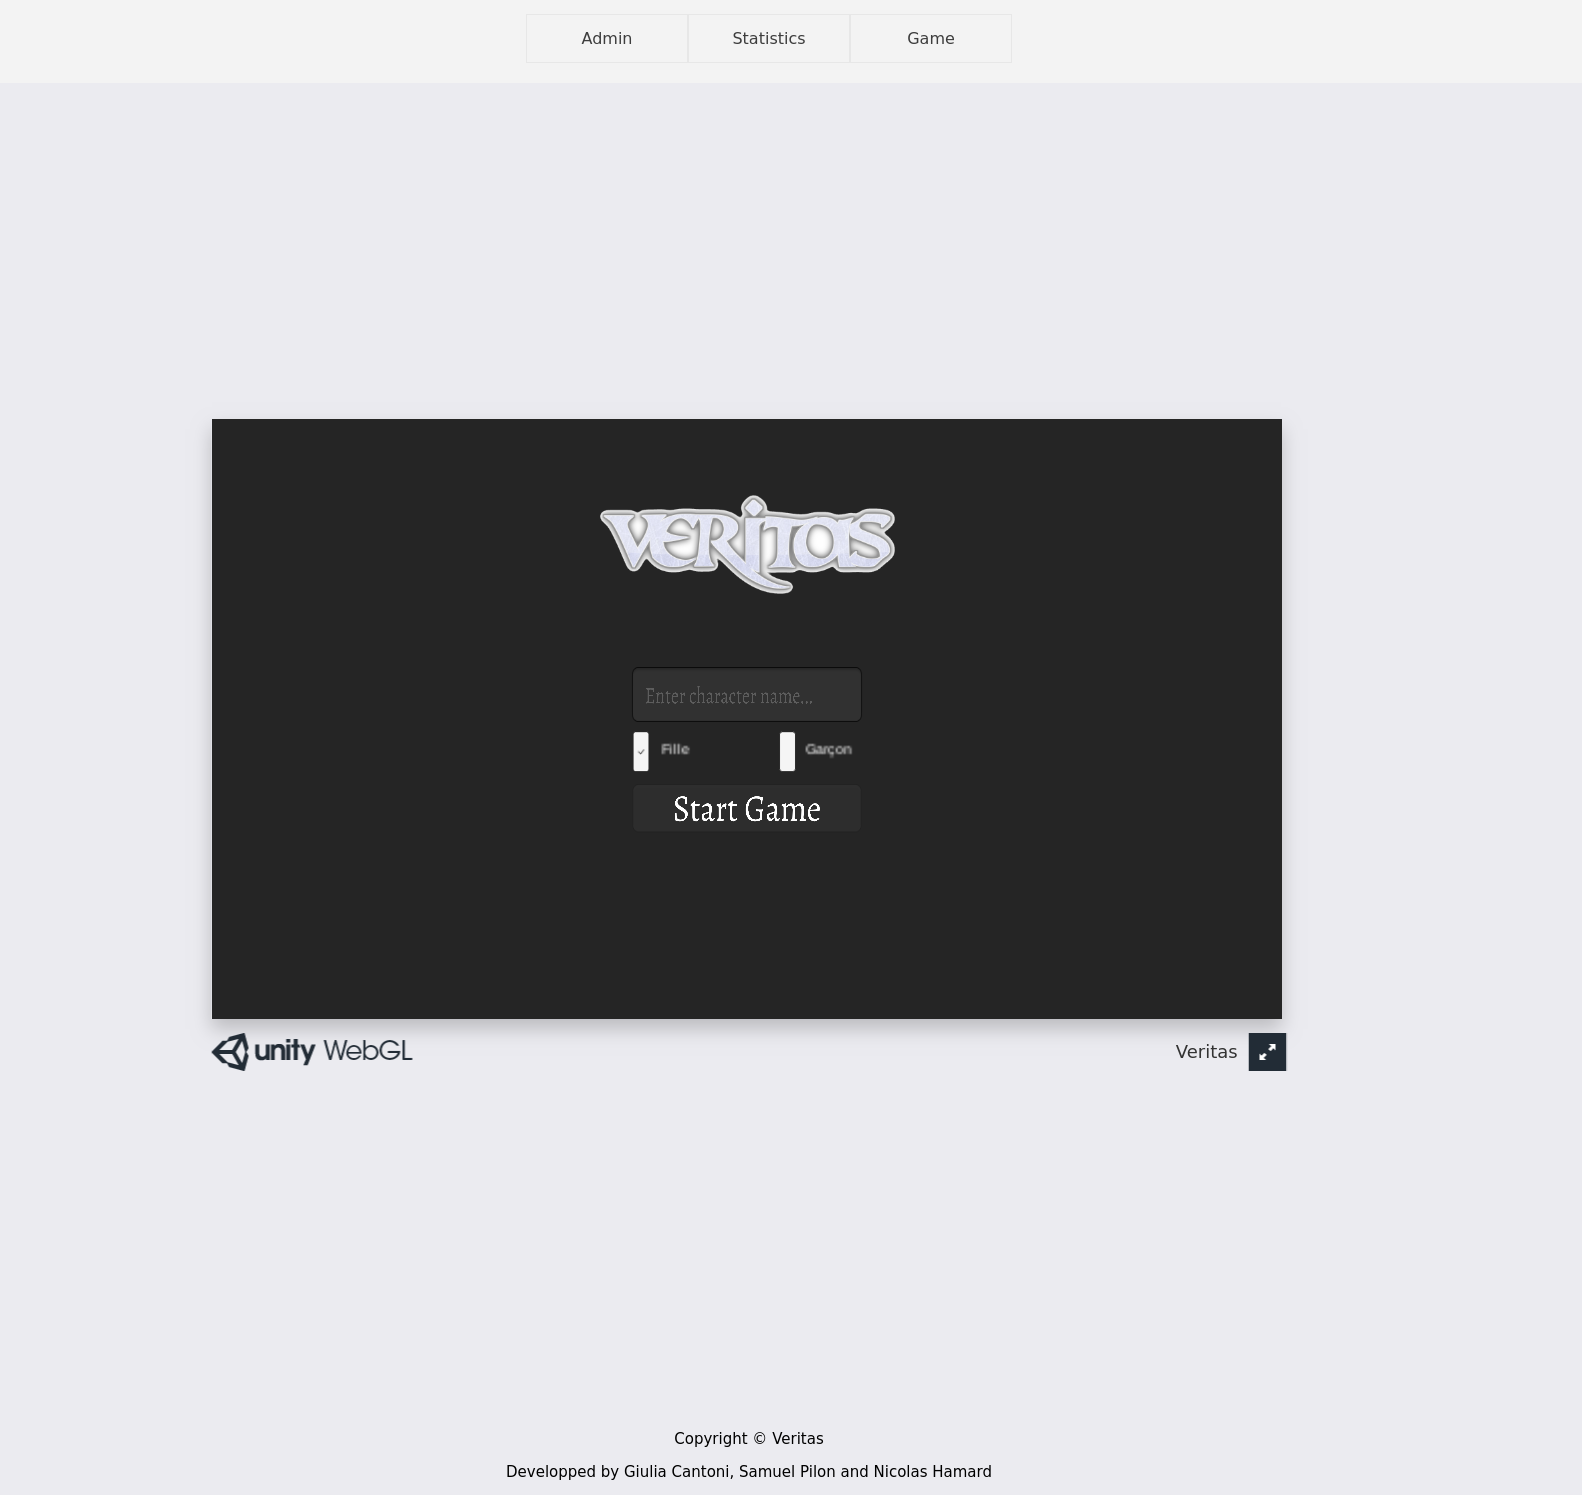 Admin Statistics Game
VERITAS
Enter character name...
Fille Garçon
Start Game
unity WebGL Veritas
Copyright © Veritas
Developped by Giulia Cantoni, Samuel Pilon and Nicolas Hamard